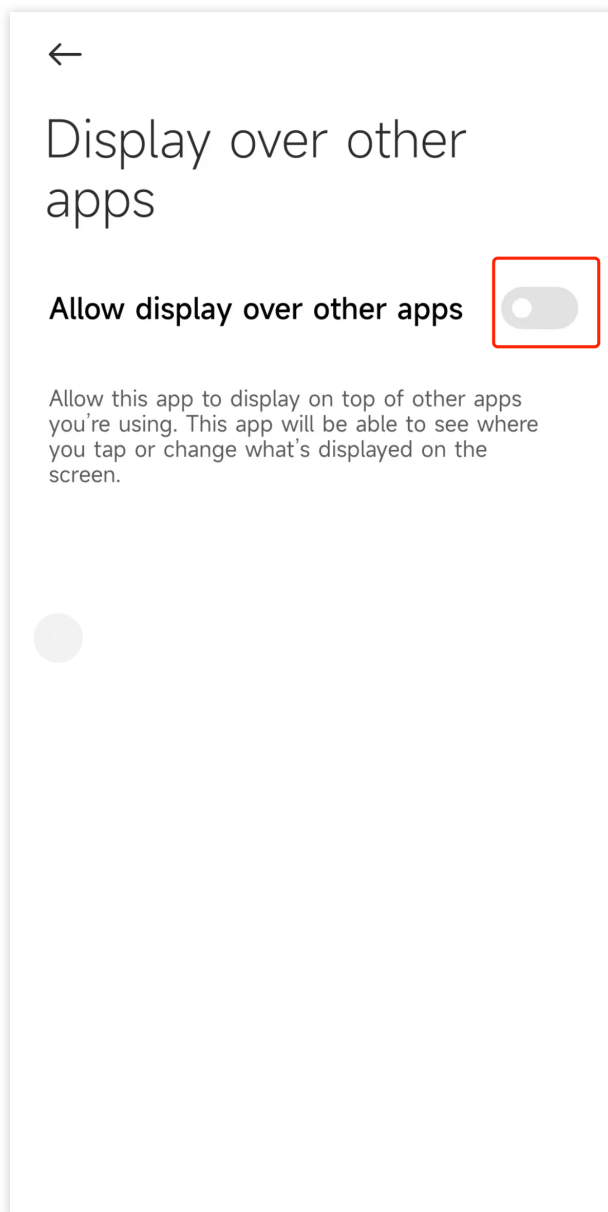 Display over other
apps
Allow display over other apps
Allow this app to display on top of other apps
you’re using. This app will be able to see where
you tap or change what’s displayed on the
screen.